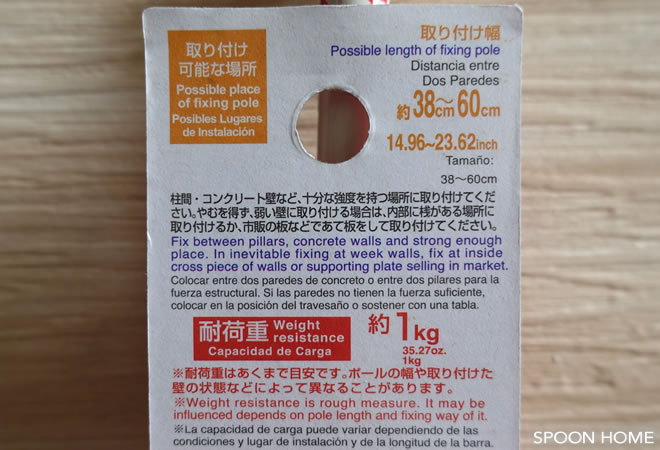 取り付け
可能な場所
Possible place
of fixing pole
Posibles Lugares
de Instalación
取り付け幅
Possible length of fixing pole
Distancia entre
Dos Paredes
約38cm～60cm
14.96~23.62inch
Tamaño:
38～60cm
柱間・コンクリート壁など、十分な強度を持つ場所に取り付けてくだ
さい。やむを得ず、弱い壁に取り付ける場合は、内部に桟がある場所に
取り付けるか、市販の板などであて板をして取り付けてください。
Fix between pillars, concrete walls and strong enough
place. In inevitable fixing at week walls, fix at inside
cross piece of walls or supporting plate selling in market.
Colocar entre dos paredes de concreto o entre dos pilares para la
fuerza estructural. Si las paredes no tienen la fuerza suficiente,
colocar en la posición del travesaño o sostener con una tabla.
耐荷重 Weight
resistance
Capacidad de Carga
約1kg
35.27oz.
1kg
※耐荷重はあくまで目安です。ポールの幅や取り付けた
壁の状態などによって異なることがあります。
※Weight resistance is rough measure. It may be
influenced depends on pole length and fixing way of it.
※La capacidad de carga puede variar dependiendo de las
condiciones y lugar de instalación y de la longitud de la barra.
SPOON HOME